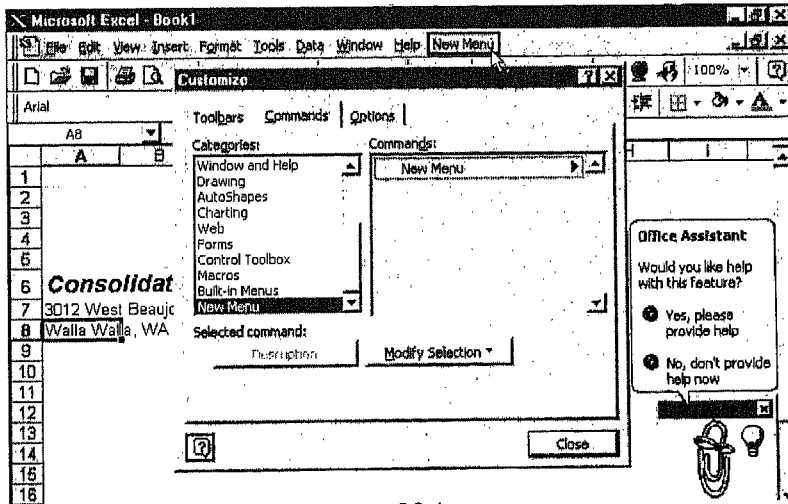 Microsoft Excel - Book1
File Edit View Insert Format Tools Data Window Help New Menu
100%
Customize
Arial
Toolbars Commands Options
A8
Categories: Commands:
A B H I
Window and Help
Drawing
AutoShapes
Charting
Web
Forms
Control Toolbox
Macros
Built-in Menus
New Menu
New Menu
Selected command:
Description Modify Selection
Close
1
2
3
4
5
6 Consolidat
7 3012 West Beaujo
8 Walla Walla, WA
9
10
11
12
13
14
15
16
Office Assistant
Would you like help
with this feature?
Yes, please
provide help
No, don't provide
help now